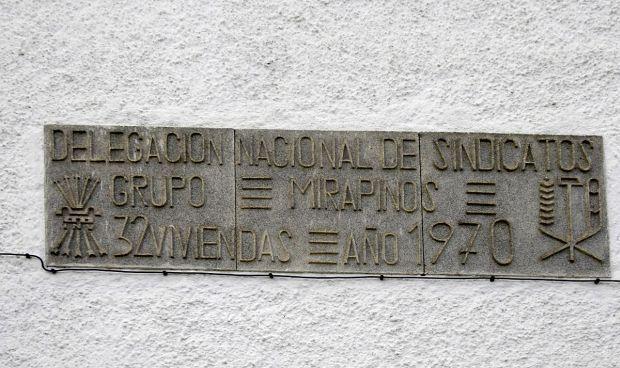 DELEGACION NACIONAL DE SINDICATOS
GRUPO MIRAPINOS
32 VIVIENDAS AÑO 1970